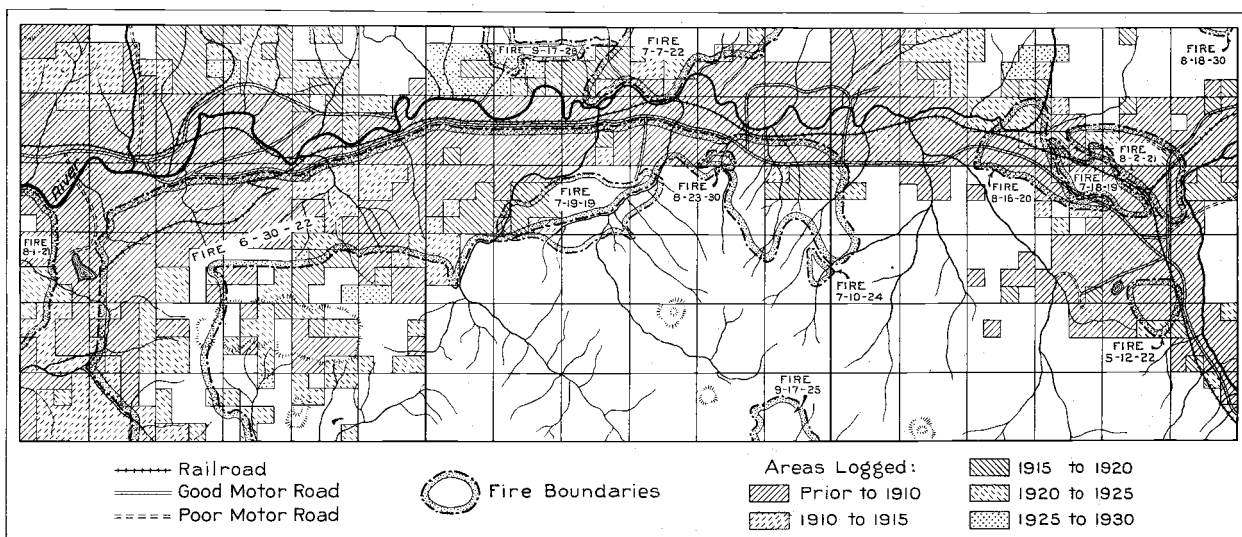 FIRE 9-17-28
FIRE
7-7-22
FIRE
8-18-30
River
FIRE
8-1-21
FIRE 6-30-22
FIRE
7-19-19
FIRE
8-23-30
FIRE
7-10-24
FIRE
8-16-20
FIRE
8-2-21
FIRE
7-18-19
FIRE
5-12-22
FIRE
9-17-25
Railroad
Good Motor Road
Poor Motor Road
Fire Boundaries
Areas Logged:
Prior to 1910
1910 to 1915
1915 to 1920
1920 to 1925
1925 to 1930